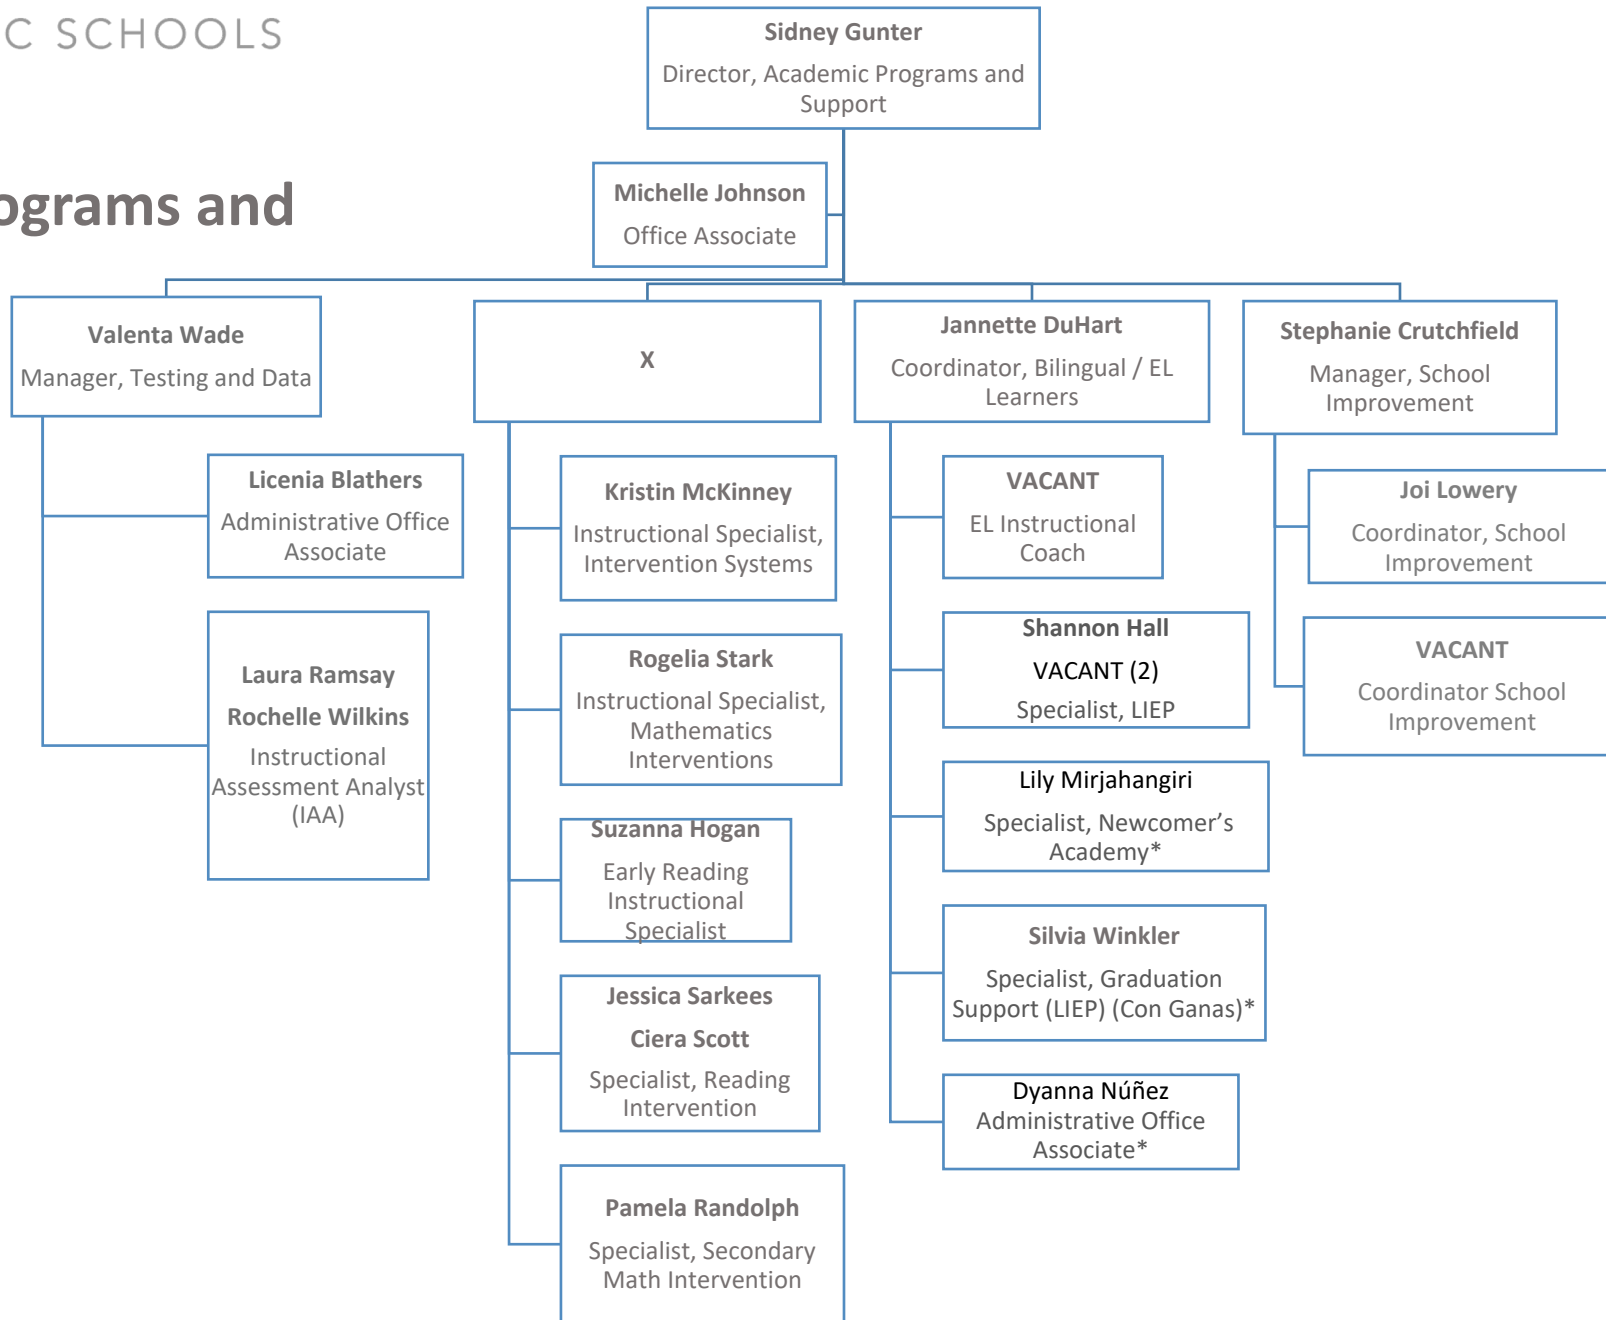 C SCHOOLS
Sidney Gunter
Director, Academic Programs and
Support
ograms and
Michelle Johnson
Office Associate
Valenta Wade
Manager, Testing and Data
Licenia Blathers
Administrative Office
Associate
Laura Ramsay
Rochelle Wilkins
Instructional
Assessment Analyst
(IAA)
X
Kristin McKinney
Instructional Specialist,
Intervention Systems
Rogelia Stark
Instructional Specialist,
Mathematics
Interventions
Suzanna Hogan
Early Reading
Instructional
Specialist
Jessica Sarkees
Ciera Scott
Specialist, Reading
Intervention
Pamela Randolph
Specialist, Secondary
Math Intervention
Jannette DuHart
Coordinator, Bilingual / EL
Learners
VACANT
EL Instructional
Coach
Shannon Hall
VACANT (2)
Specialist, LIEP
Lily Mirjahangiri
Specialist, Newcomer’s
Academy*
Silvia Winkler
Specialist, Graduation
Support (LIEP) (Con Ganas)*
Dyanna Núñez
Administrative Office
Associate*
Stephanie Crutchfield
Manager, School
Improvement
Joi Lowery
Coordinator, School
Improvement
VACANT
Coordinator School
Improvement